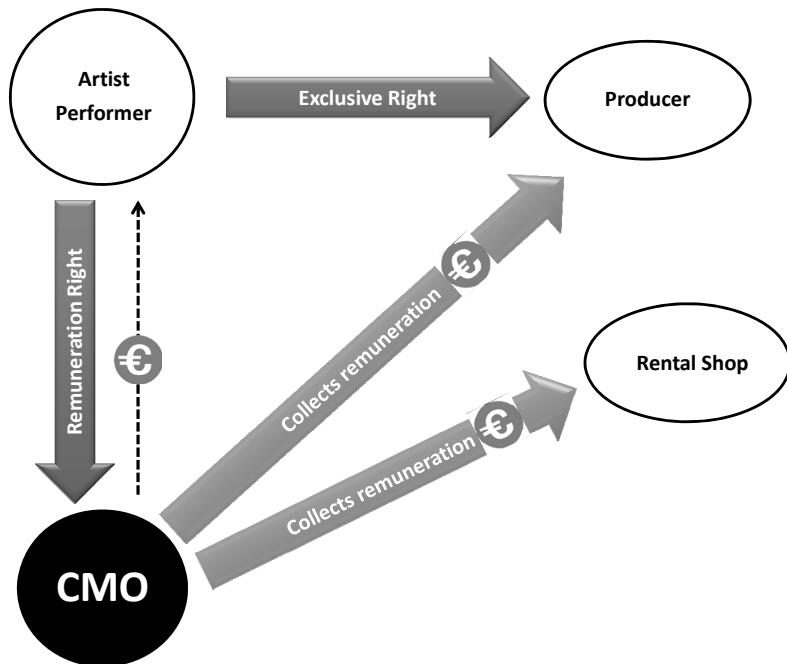 Artist
Performer
Exclusive Right
Producer
Remuneration Right
€
€
Collects remuneration
Rental Shop
€
Collects remuneration
CMO